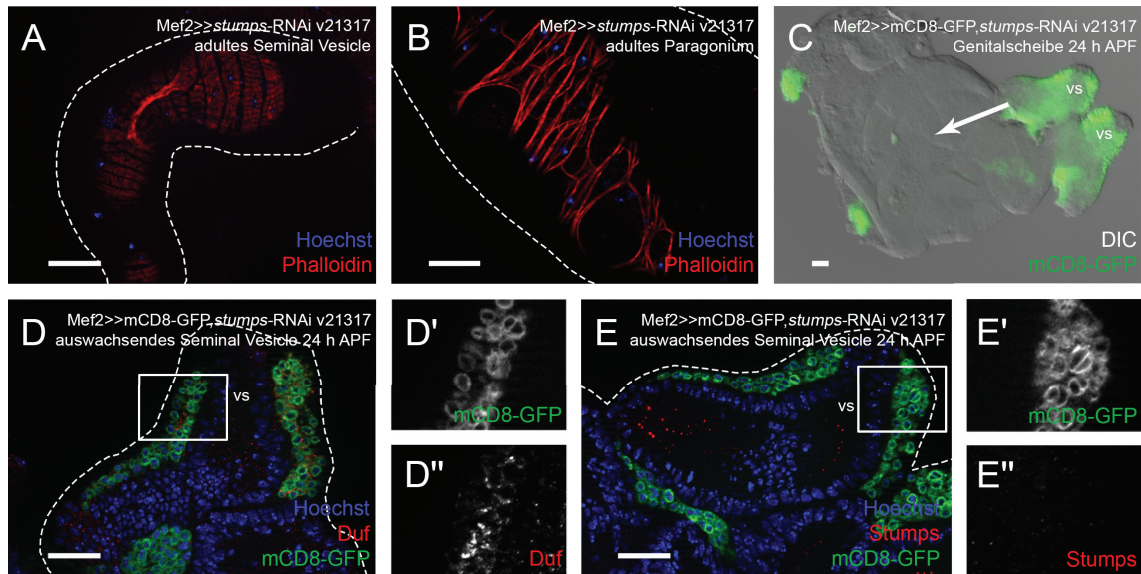 A
Mef2>>stumps-RNAi v21317
adultes Seminal Vesicle
Hoechst
Phalloidin
B
Mef2>>stumps-RNAi v21317
adultes Paragonium
Hoechst
Phalloidin
C
Mef2>>mCD8-GFP,stumps-RNAi v21317
Genitalscheibe 24 h APF
vs
vs
DIC
mCD8-GFP
D
Mef2>>mCD8-GFP,stumps-RNAi v21317
auswachsendes Seminal Vesicle 24 h APF
vs
Hoechst
Duf
mCD8-GFP
D'
mCD8-GFP
D''
Duf
E
Mef2>>mCD8-GFP,stumps-RNAi v21317
auswachsendes Seminal Vesicle 24 h APF
vs
Hoechst
Stumps
mCD8-GFP
E'
mCD8-GFP
E''
Stumps